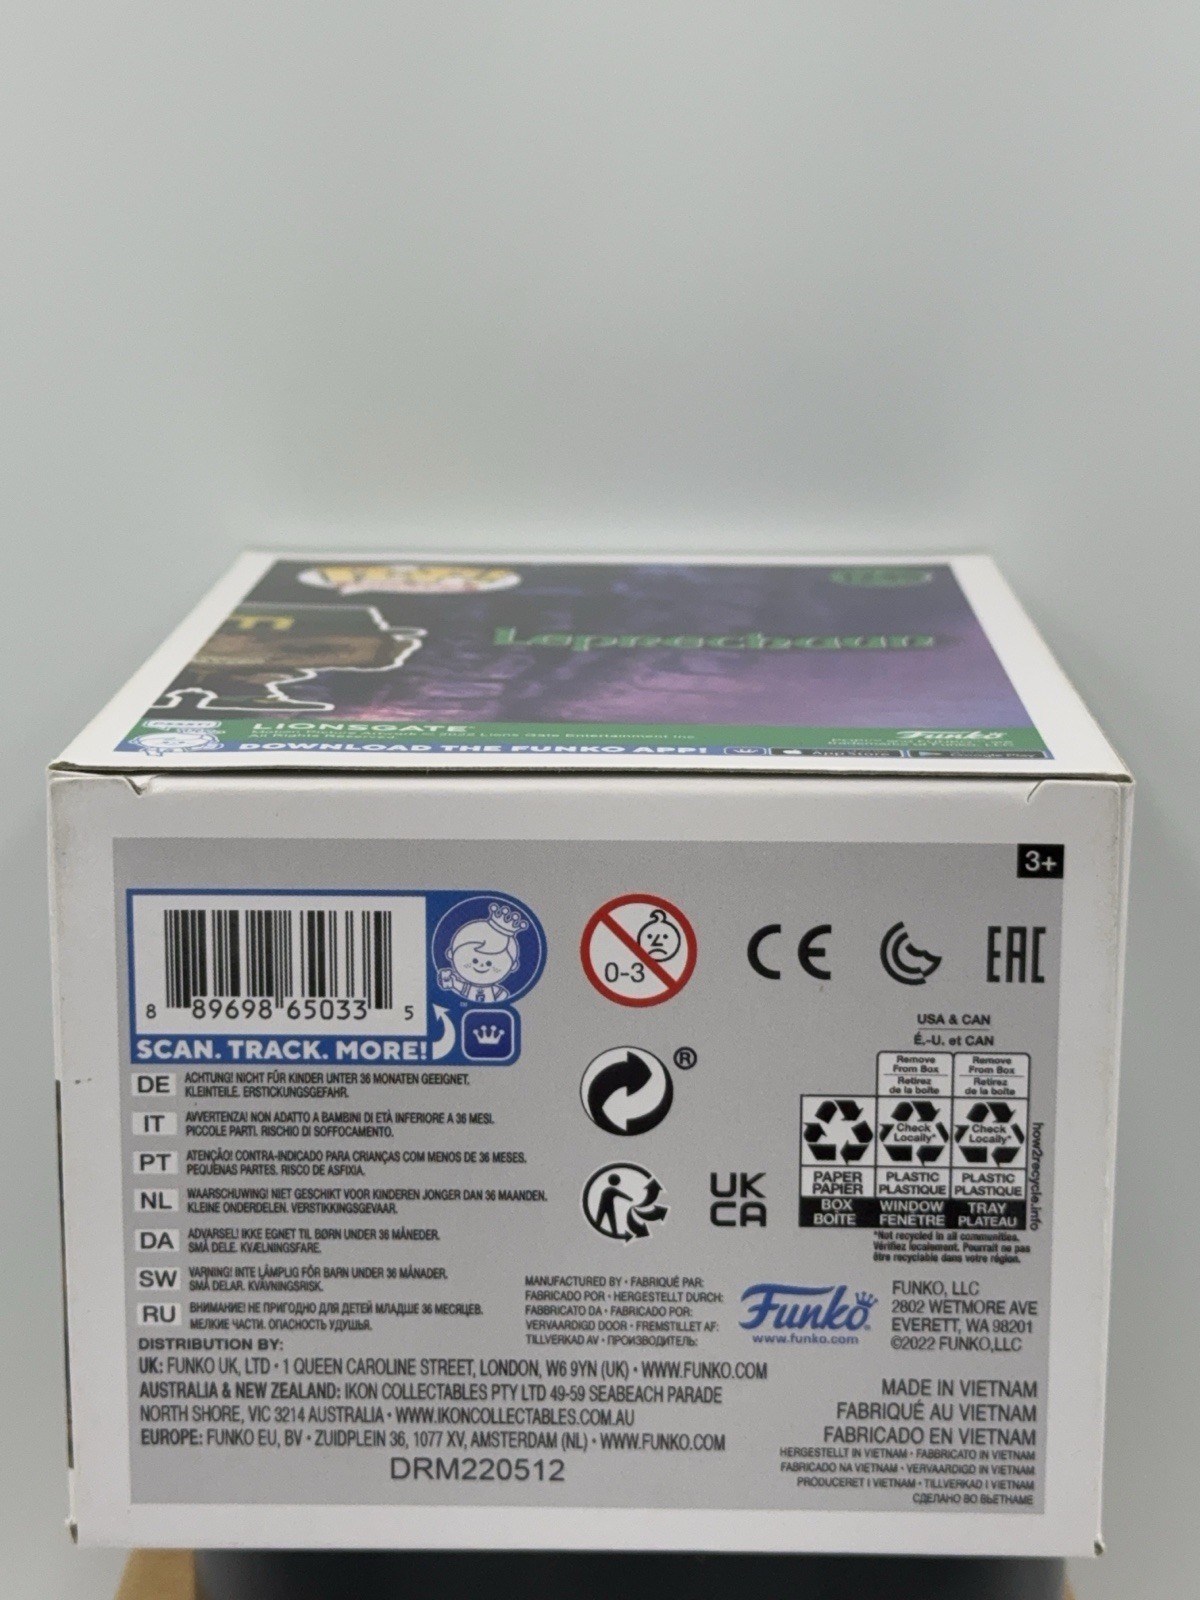 POP!
Leprechaun
LIONSGATE
All Rights Reserved.
Funko
DOWNLOAD THE FUNKO APP!
App Store
Google Play
3+
8 89698 65033 5
SCAN. TRACK. MORE!
0-3
CE
EAC
USA & CAN
É.-U. et CAN
Remove From Box
Retirez de la boîte
Remove From Box
Retirez de la boîte
Check Locally*
Check Locally*
PAPER PAPIER
PLASTIC PLASTIQUE
PLASTIC PLASTIQUE
BOX BOÎTE
WINDOW FENÊTRE
TRAY PLATEAU
how2recycle.info
*Not recycled in all communities.
Vérifiez localement. Pourrait ne pas
être recyclable dans votre région.
®
UK
CA
DE ACHTUNG! NICHT FÜR KINDER UNTER 36 MONATEN GEEIGNET.
KLEINTEILE. ERSTICKUNGSGEFAHR.
IT AVVERTENZA! NON ADATTO A BAMBINI DI ETÀ INFERIORE A 36 MESI.
PICCOLE PARTI. RISCHIO DI SOFFOCAMENTO.
PT ATENÇÃO! CONTRA-INDICADO PARA CRIANÇAS COM MENOS DE 36 MESES.
PEQUENAS PARTES. RISCO DE ASFIXIA.
NL WAARSCHUWING! NIET GESCHIKT VOOR KINDEREN JONGER DAN 36 MAANDEN.
KLEINE ONDERDELEN. VERSTIKKINGSGEVAAR.
DA ADVARSEL! IKKE EGNET TIL BØRN UNDER 36 MÅNEDER.
SMÅ DELE. KVÆLNINGSFARE.
SW VARNING! INTE LÄMPLIG FÖR BARN UNDER 36 MÅNADER.
SMÅ DELAR. KVÄVNINGSRISK.
RU ВНИМАНИЕ! НЕ ПРИГОДНО ДЛЯ ДЕТЕЙ МЛАДШЕ 36 МЕСЯЦЕВ.
МЕЛКИЕ ЧАСТИ. ОПАСНОСТЬ УДУШЬЯ.
MANUFACTURED BY • FABRIQUÉ PAR:
FABRICADO POR • HERGESTELLT DURCH:
FABBRICATO DA • FABRICADO POR:
VERVAARDIGD DOOR • FREMSTILLET AF:
TILLVERKAD AV • ПРОИЗВОДИТЕЛЬ:
Funko
www.funko.com
FUNKO, LLC
2802 WETMORE AVE
EVERETT, WA 98201
©2022 FUNKO,LLC
DISTRIBUTION BY:
UK: FUNKO UK, LTD • 1 QUEEN CAROLINE STREET, LONDON, W6 9YN (UK) • WWW.FUNKO.COM
AUSTRALIA & NEW ZEALAND: IKON COLLECTABLES PTY LTD 49-59 SEABEACH PARADE
NORTH SHORE, VIC 3214 AUSTRALIA • WWW.IKONCOLLECTABLES.COM.AU
EUROPE: FUNKO EU, BV • ZUIDPLEIN 36, 1077 XV, AMSTERDAM (NL) • WWW.FUNKO.COM
DRM220512
MADE IN VIETNAM
FABRIQUÉ AU VIETNAM
FABRICADO EN VIETNAM
HERGESTELLT IN VIETNAM • FABBRICATO IN VIETNAM
FABRICADO NA VIETNAM • VERVAARDIGD IN VIETNAM
PRODUCERET I VIETNAM • TILLVERKAD I VIETNAM
СДЕЛАНО ВО ВЬЕТНАМЕ